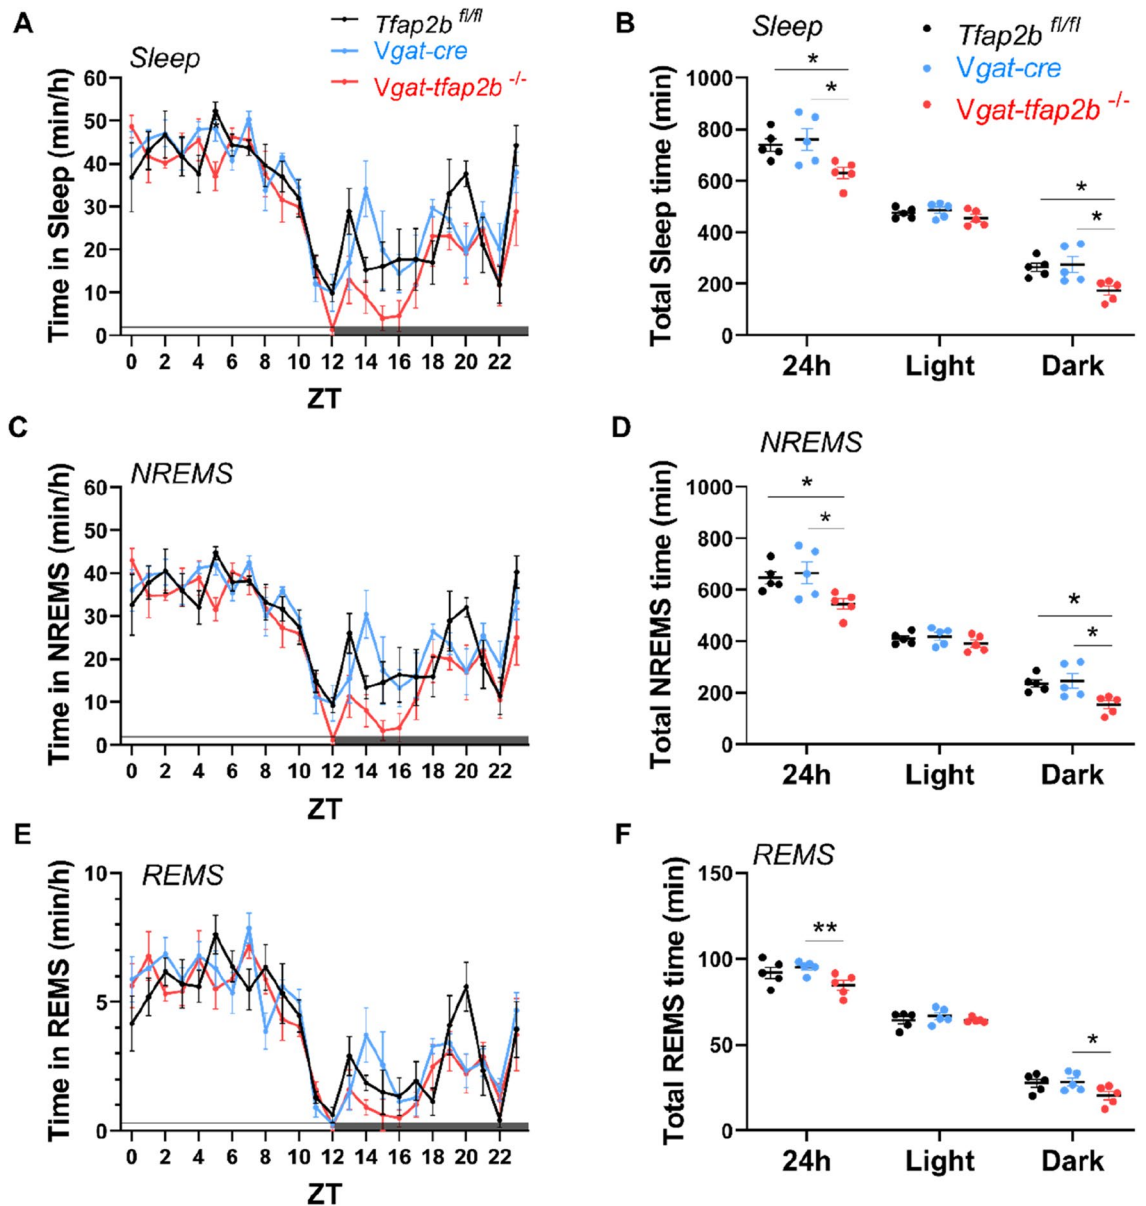 A
Sleep
Tfap2b fl/fl
Vgat-cre
Vgat-tfap2b -/-
Time in Sleep (min/h)
60
50
40
30
20
10
0
*
0 2 4 6 8 10 12 14 16 18 20 22
ZT
B
Sleep
Tfap2b fl/fl
Vgat-cre
Vgat-tfap2b -/-
Total Sleep time (min)
1000
800
600
400
200
0
*
*
*
*
24h Light Dark
C
NREMS
Time in NREMS (min/h)
60
50
40
30
20
10
0
0 2 4 6 8 10 12 14 16 18 20 22
ZT
D
NREMS
Total NREMS time (min)
1000
800
600
400
200
0
*
*
*
*
24h Light Dark
E
REMS
Time in REMS (min/h)
10
5
0
0 2 4 6 8 10 12 14 16 18 20 22
ZT
F
REMS
Total REMS time (min)
150
100
50
0
**
*
24h Light Dark